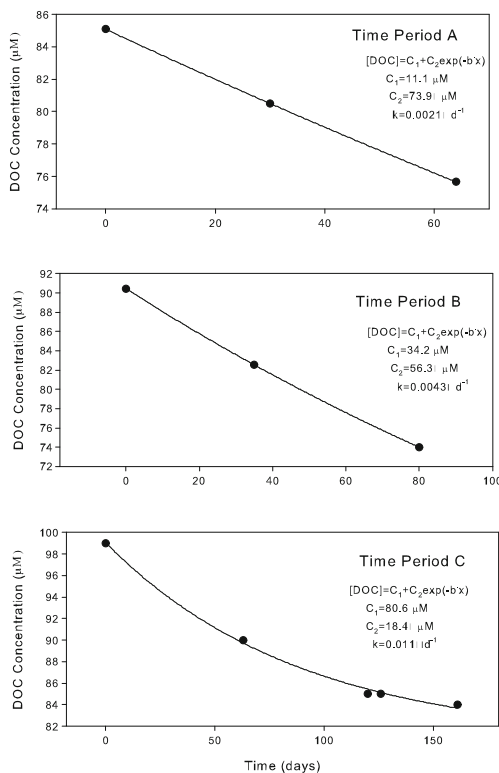 86
84
82
80
78
76
74
0
20
40
60
DOC Concentration (µM)
Time Period A
[DOC]=C₁+C₂exp(-b·x)
C₁=11.1 µM
C₂=73.9 µM
k=0.0021 d⁻¹
92
90
88
86
84
82
80
78
76
74
72
0
20
40
60
80
100
DOC Concentration (µM)
Time Period B
[DOC]=C₁+C₂exp(-b·x)
C₁=34.2 µM
C₂=56.3 µM
k=0.0043 d⁻¹
100
98
96
94
92
90
88
86
84
82
0
50
100
150
DOC Concentration (µM)
Time Period C
[DOC]=C₁+C₂exp(-b·x)
C₁=80.6 µM
C₂=18.4 µM
k=0.011 d⁻¹
Time (days)